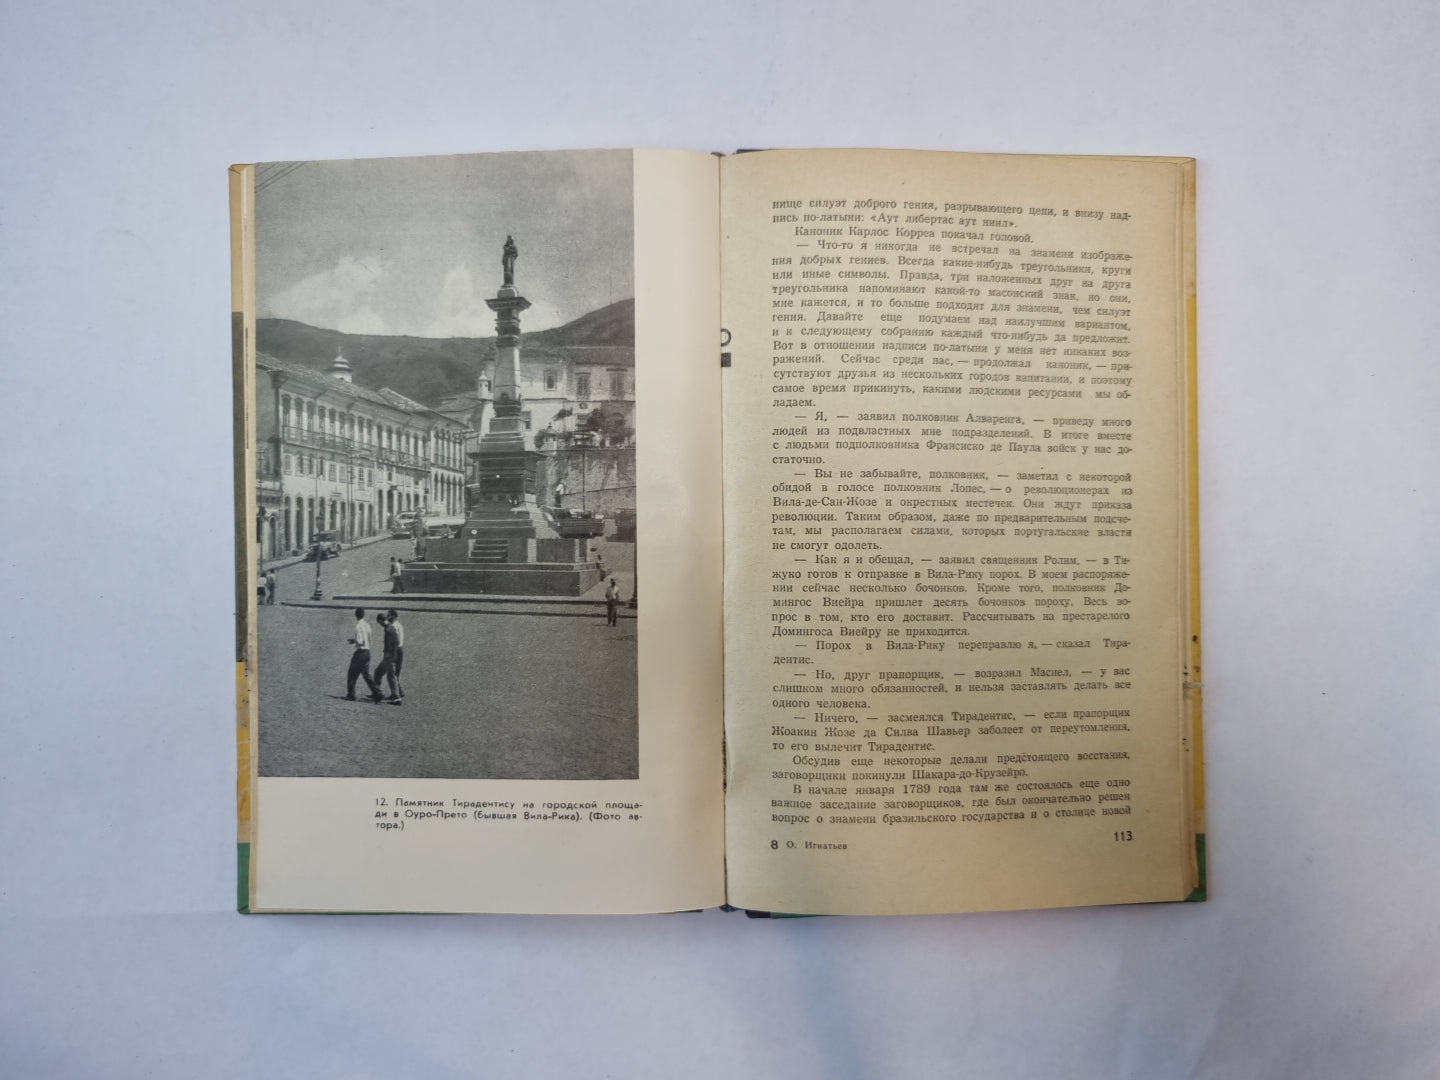 12. Памятник Тирадентису на городской площа-
ди в Оуро-Прето (бывшая Вила-Рика). (Фото ав-
тора.)
нище силуэт доброго гения, разрывающего цепи, и внизу над-
пись по-латыни: «Аут либертас аут нинл».
Каноник Карлос Корреа покачал головой.
— Что-то я никогда не встречал на знамени изображе-
ния добрых гениев. Всегда какие-нибудь треугольники, круги
или иные символы. Правда, три наложенных друг на друга
треугольника напоминают какой-то масонский знак, но они,
мне кажется, и то больше подходят для знамени, чем силуэт
гения. Давайте еще подумаем над наилучшим вариантом,
и к следующему собранию каждый что-нибудь да предложит.
Вот в отношении надписи по-латыни у меня нет никаких воз-
ражений. Сейчас среди нас, — продолжал каноник, — при-
сутствуют друзья из нескольких городов капитании, и поэтому
самое время прикинуть, какими людскими ресурсами мы об-
ладаем.
— Я, — заявил полковник Алваренга, — приведу много
людей из подвластных мне подразделений. В итоге вместе
с людьми подполковника Франсиско де Паула войск у нас до-
статочно.
— Вы не забывайте, полковник, — заметил с некоторой
обидой в голосе полковник Лопес, — о революционерах из
Вила-де-Сан-Жозе и окрестных местечек. Они ждут приказа
революции. Таким образом, даже по предварительным подсче-
там, мы располагаем силами, которых португальские власти
не смогут одолеть.
— Как я и обещал, — заявил священник Ролим, — в Ти-
жуко готов к отправке в Вила-Рику порох. В моем распоряже-
нии сейчас несколько бочонков. Кроме того, полковник До-
мингос Виейра пришлет десять бочонков пороху. Весь во-
прос в том, кто его доставит. Рассчитывать на престарелого
Домингоса Виейру не приходится.
— Порох в Вила-Рику переправлю я, — сказал Тира-
дентис.
— Но, друг прапорщик, — возразил Масиел, — у вас
слишком много обязанностей, и нельзя заставлять делать все
одного человека.
— Ничего, — засмеялся Тирадентис, — если прапорщик
Жоакин Жозе да Силва Шавьер заболеет от переутомления,
то его вылечит Тирадентис.
Обсудив еще некоторые делали предстоящего восстания,
заговорщики покинули Шакара-до-Крузейро.
В начале января 1789 года там же состоялось еще одно
важное заседание заговорщиков, где был окончательно решен
вопрос о знамени бразильского государства и о столице новой
8 О. Игнатьев
113